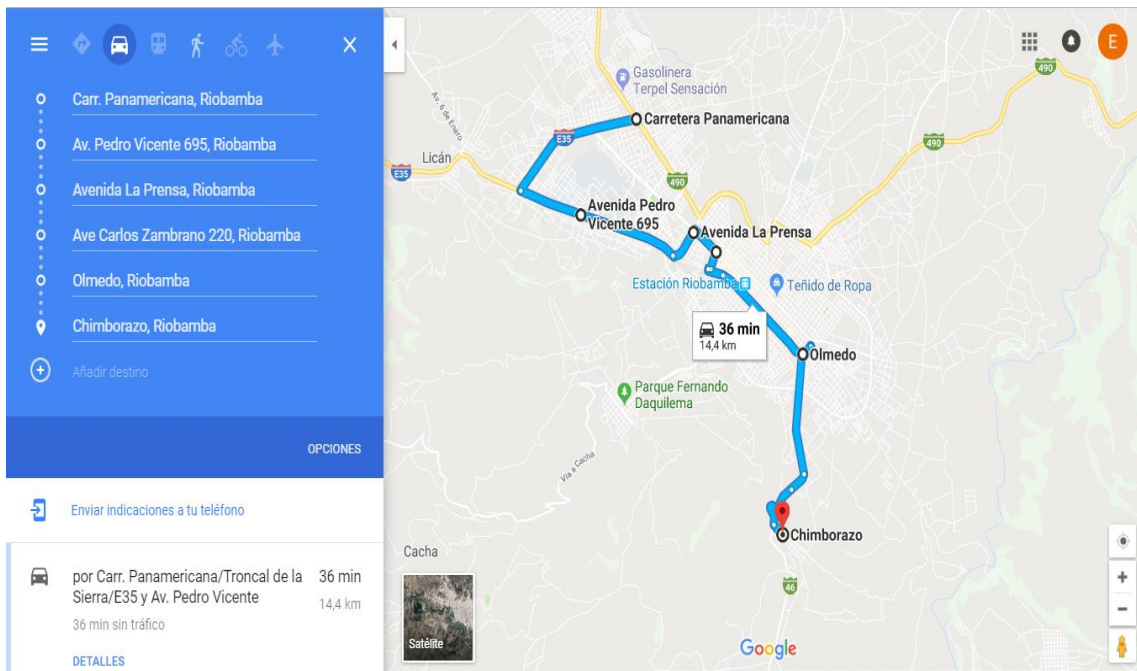 Carr. Panamericana, Riobamba
Av. Pedro Vicente 695, Riobamba
Avenida La Prensa, Riobamba
Ave Carlos Zambrano 220, Riobamba
Olmedo, Riobamba
Chimborazo, Riobamba
Añadir destino
OPCIONES
Enviar indicaciones a tu teléfono
por Carr. Panamericana/Troncal de la
Sierra/E35 y Av. Pedro Vicente
36 min
14,4 km
36 min sin tráfico
DETALLES
E
490
Gasolinera
Terpel Sensación
Av. 6 de Enero
Carretera Panamericana
E35
490
Licán
E35
490
Avenida Pedro
Vicente 695
Avenida La Prensa
Estación Riobamba
Teñido de Ropa
36 min
14,4 km
Olmedo
Parque Fernando
Daquilema
Vía a Cacha
Chimborazo
Cacha
46
Satélite
Google